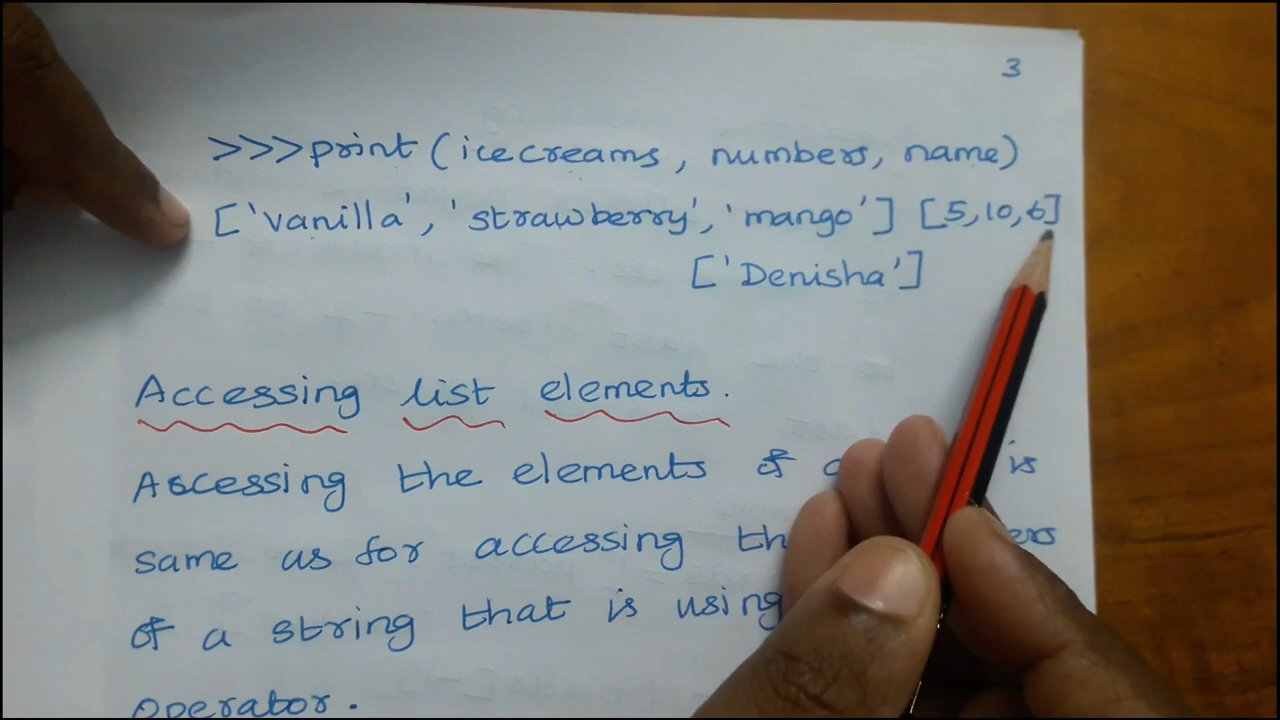 3
>>>print(icecreams, numbers, name)
['vanilla', 'strawberry', 'mango'] [5,10,6]
['Denisha']
Accessing list elements.
Accessing the elements of is
same as for accessing
of a string that is using
operator.